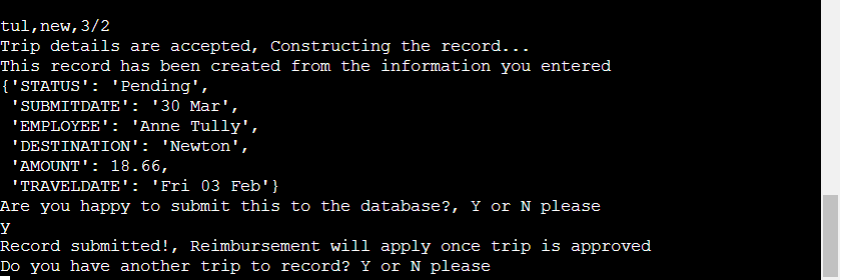 tul,new,3/2
Trip details are accepted, Constructing the record...
This record has been created from the information you entered
{'STATUS': 'Pending',
 'SUBMITDATE': '30 Mar',
 'EMPLOYEE': 'Anne Tully',
 'DESTINATION': 'Newton',
 'AMOUNT': 18.66,
 'TRAVELDATE': 'Fri 03 Feb'}
Are you happy to submit this to the database?, Y or N please
y
Record submitted!, Reimbursement will apply once trip is approved
Do you have another trip to record? Y or N please